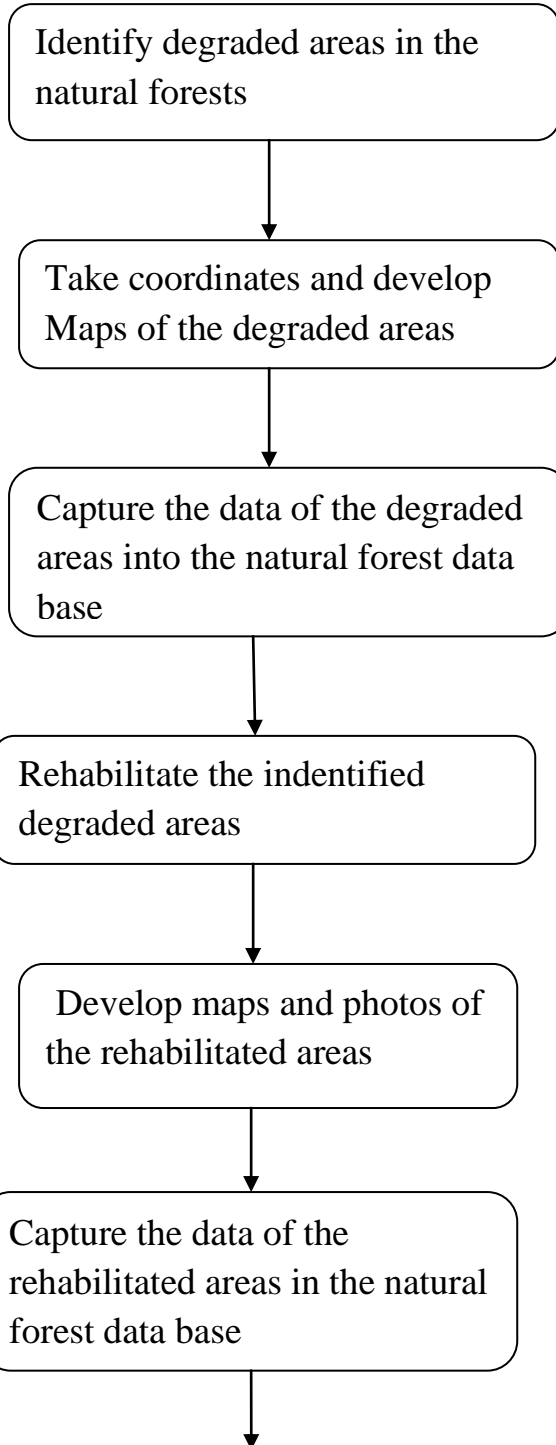 Identify degraded areas in the
natural forests
Take coordinates and develop
Maps of the degraded areas
Capture the data of the degraded
areas into the natural forest data
base
Rehabilitate the indentified
degraded areas
Develop maps and photos of
the rehabilitated areas
Capture the data of the
rehabilitated areas in the natural
forest data base